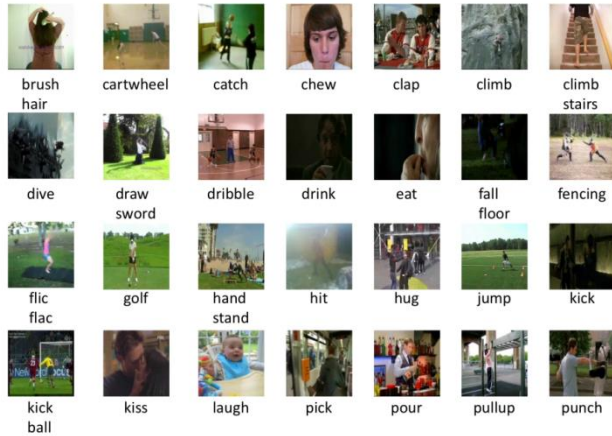 brush hair
cartwheel
catch
chew
clap
climb
climb stairs
dive
draw sword
dribble
drink
eat
fall floor
fencing
flic flac
golf
hand stand
hit
hug
jump
kick
kick ball
kiss
laugh
pick
pour
pullup
punch